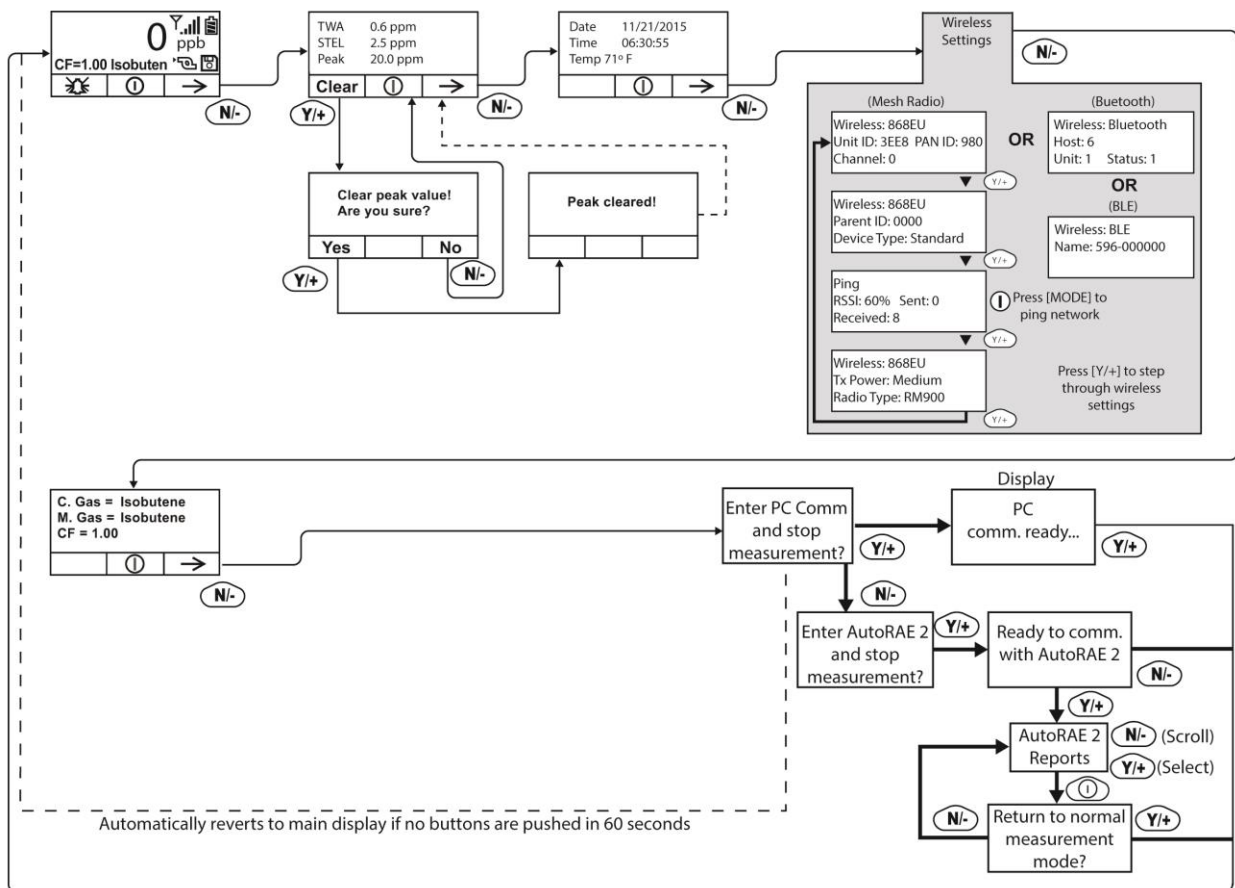 0
ppb
CF=1.00 Isobuten
N/-
TWA 0.6 ppm
STEL 2.5 ppm
Peak 20.0 ppm
Clear
Y/+
N/-
Date 11/21/2015
Time 06:30:55
Temp 71º F
N/-
Wireless
Settings
N/-
Clear peak value!
Are you sure?
Yes No
Y/+
N/-
Peak cleared!
(Mesh Radio)
Wireless: 868EU
Unit ID: 3EE8 PAN ID: 980
Channel: 0
Y/+
Wireless: 868EU
Parent ID: 0000
Device Type: Standard
Y/+
Ping
RSSI: 60% Sent: 0
Received: 8
Y/+
Wireless: 868EU
Tx Power: Medium
Radio Type: RM900
Y/+
OR
(Buetooth)
Wireless: Bluetooth
Host: 6
Unit: 1 Status: 1
OR
(BLE)
Wireless: BLE
Name: 596-000000
Press [MODE] to
ping network
Press [Y/+] to step
through wireless
settings
C. Gas = Isobutene
M. Gas = Isobutene
CF = 1.00
N/-
Enter PC Comm
and stop
measurement?
Y/+
N/-
Display
PC
comm. ready...
Y/+
Enter AutoRAE 2
and stop
measurement?
Y/+
Ready to comm.
with AutoRAE 2
N/-
Y/+
AutoRAE 2
Reports
N/- (Scroll)
Y/+ (Select)
Return to normal
measurement
mode?
N/-
Y/+
Automatically reverts to main display if no buttons are pushed in 60 seconds